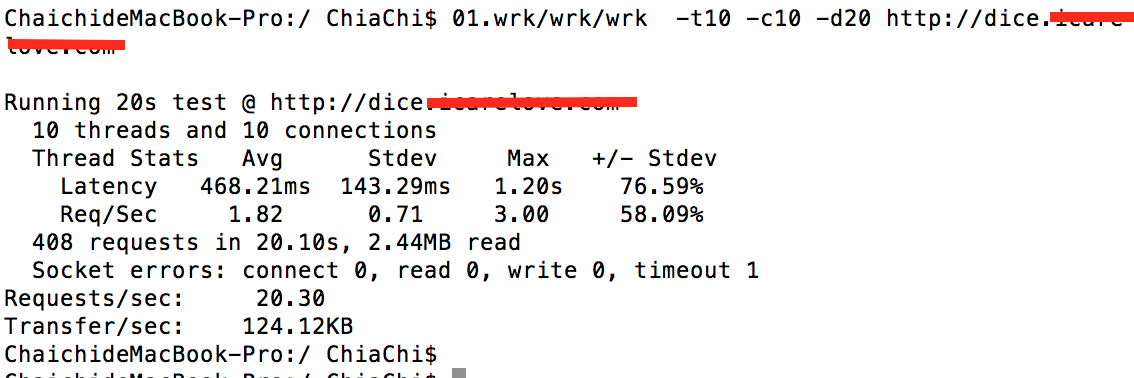 ChaichideMacBook-Pro:/ ChiaChi$ 01.wrk/wrk/wrk  -t10 -c10 -d20 http://dice.
Running 20s test @ http://dice.
  10 threads and 10 connections
  Thread Stats   Avg      Stdev     Max   +/- Stdev
    Latency   468.21ms  143.29ms   1.20s    76.59%
    Req/Sec     1.82      0.71     3.00     58.09%
  408 requests in 20.10s, 2.44MB read
  Socket errors: connect 0, read 0, write 0, timeout 1
Requests/sec:     20.30
Transfer/sec:    124.12KB
ChaichideMacBook-Pro:/ ChiaChi$
ChaichideMacBook-Pro:/ ChiaChi$